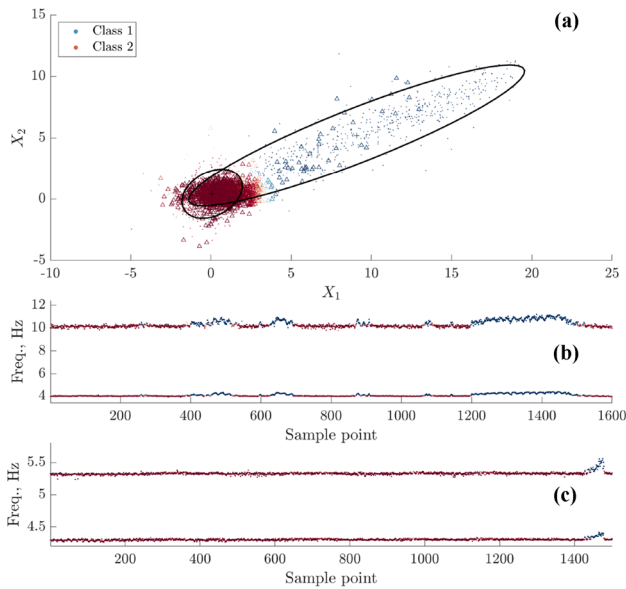 (a)
Class 1
Class 2
15
10
5
0
-5
X₂
-10 -5 0 5 10 15 20 25
X₁
12
10
8
6
4
Freq., Hz
(b)
200 400 600 800 1000 1200 1400 1600
Sample point
5.5
5
4.5
Freq., Hz
(c)
200 400 600 800 1000 1200 1400
Sample point